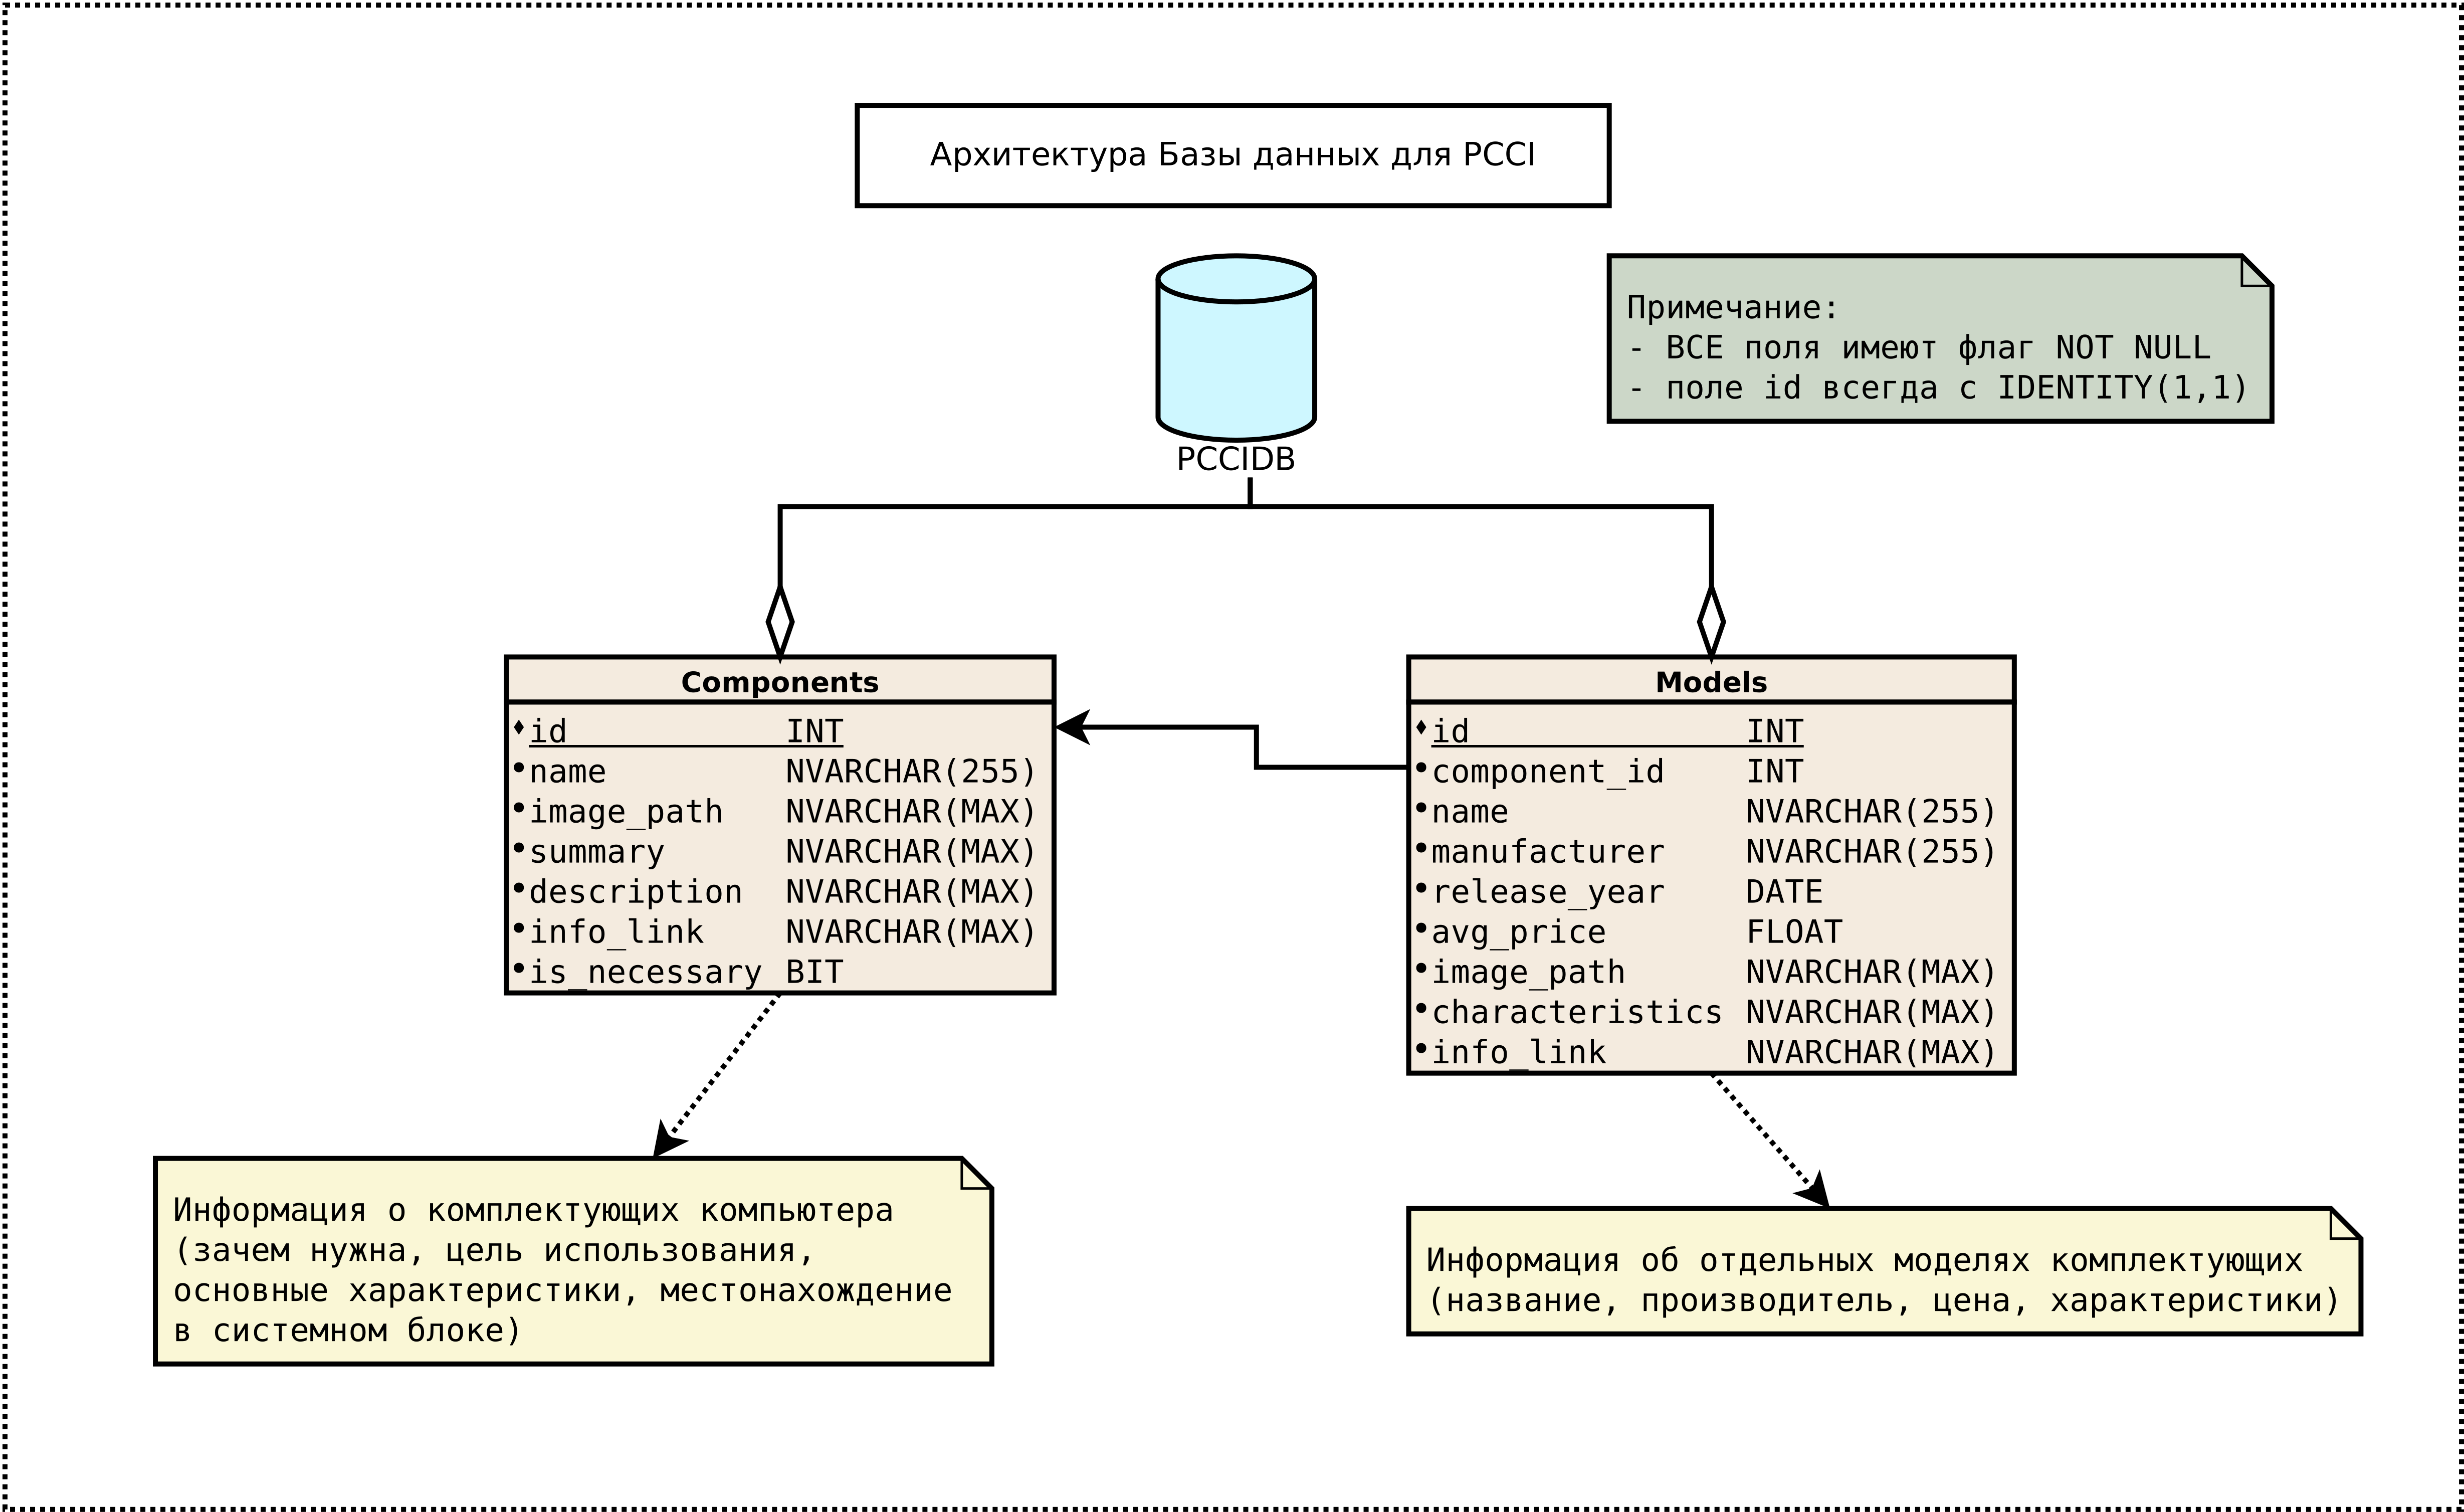 Архитектура Базы данных для PCCI
PCCIDB
Примечание:
- ВСЕ поля имеют флаг NOT NULL
- поле id всегда с IDENTITY(1,1)
Components
id INT
name NVARCHAR(255)
image_path NVARCHAR(MAX)
summary NVARCHAR(MAX)
description NVARCHAR(MAX)
info_link NVARCHAR(MAX)
is_necessary BIT
Models
id INT
component_id INT
name NVARCHAR(255)
manufacturer NVARCHAR(255)
release_year DATE
avg_price FLOAT
image_path NVARCHAR(MAX)
characteristics NVARCHAR(MAX)
info_link NVARCHAR(MAX)
Информация о комплектующих компьютера
(зачем нужна, цель использования,
основные характеристики, местонахождение
в системном блоке)
Информация об отдельных моделях комплектующих
(название, производитель, цена, характеристики)